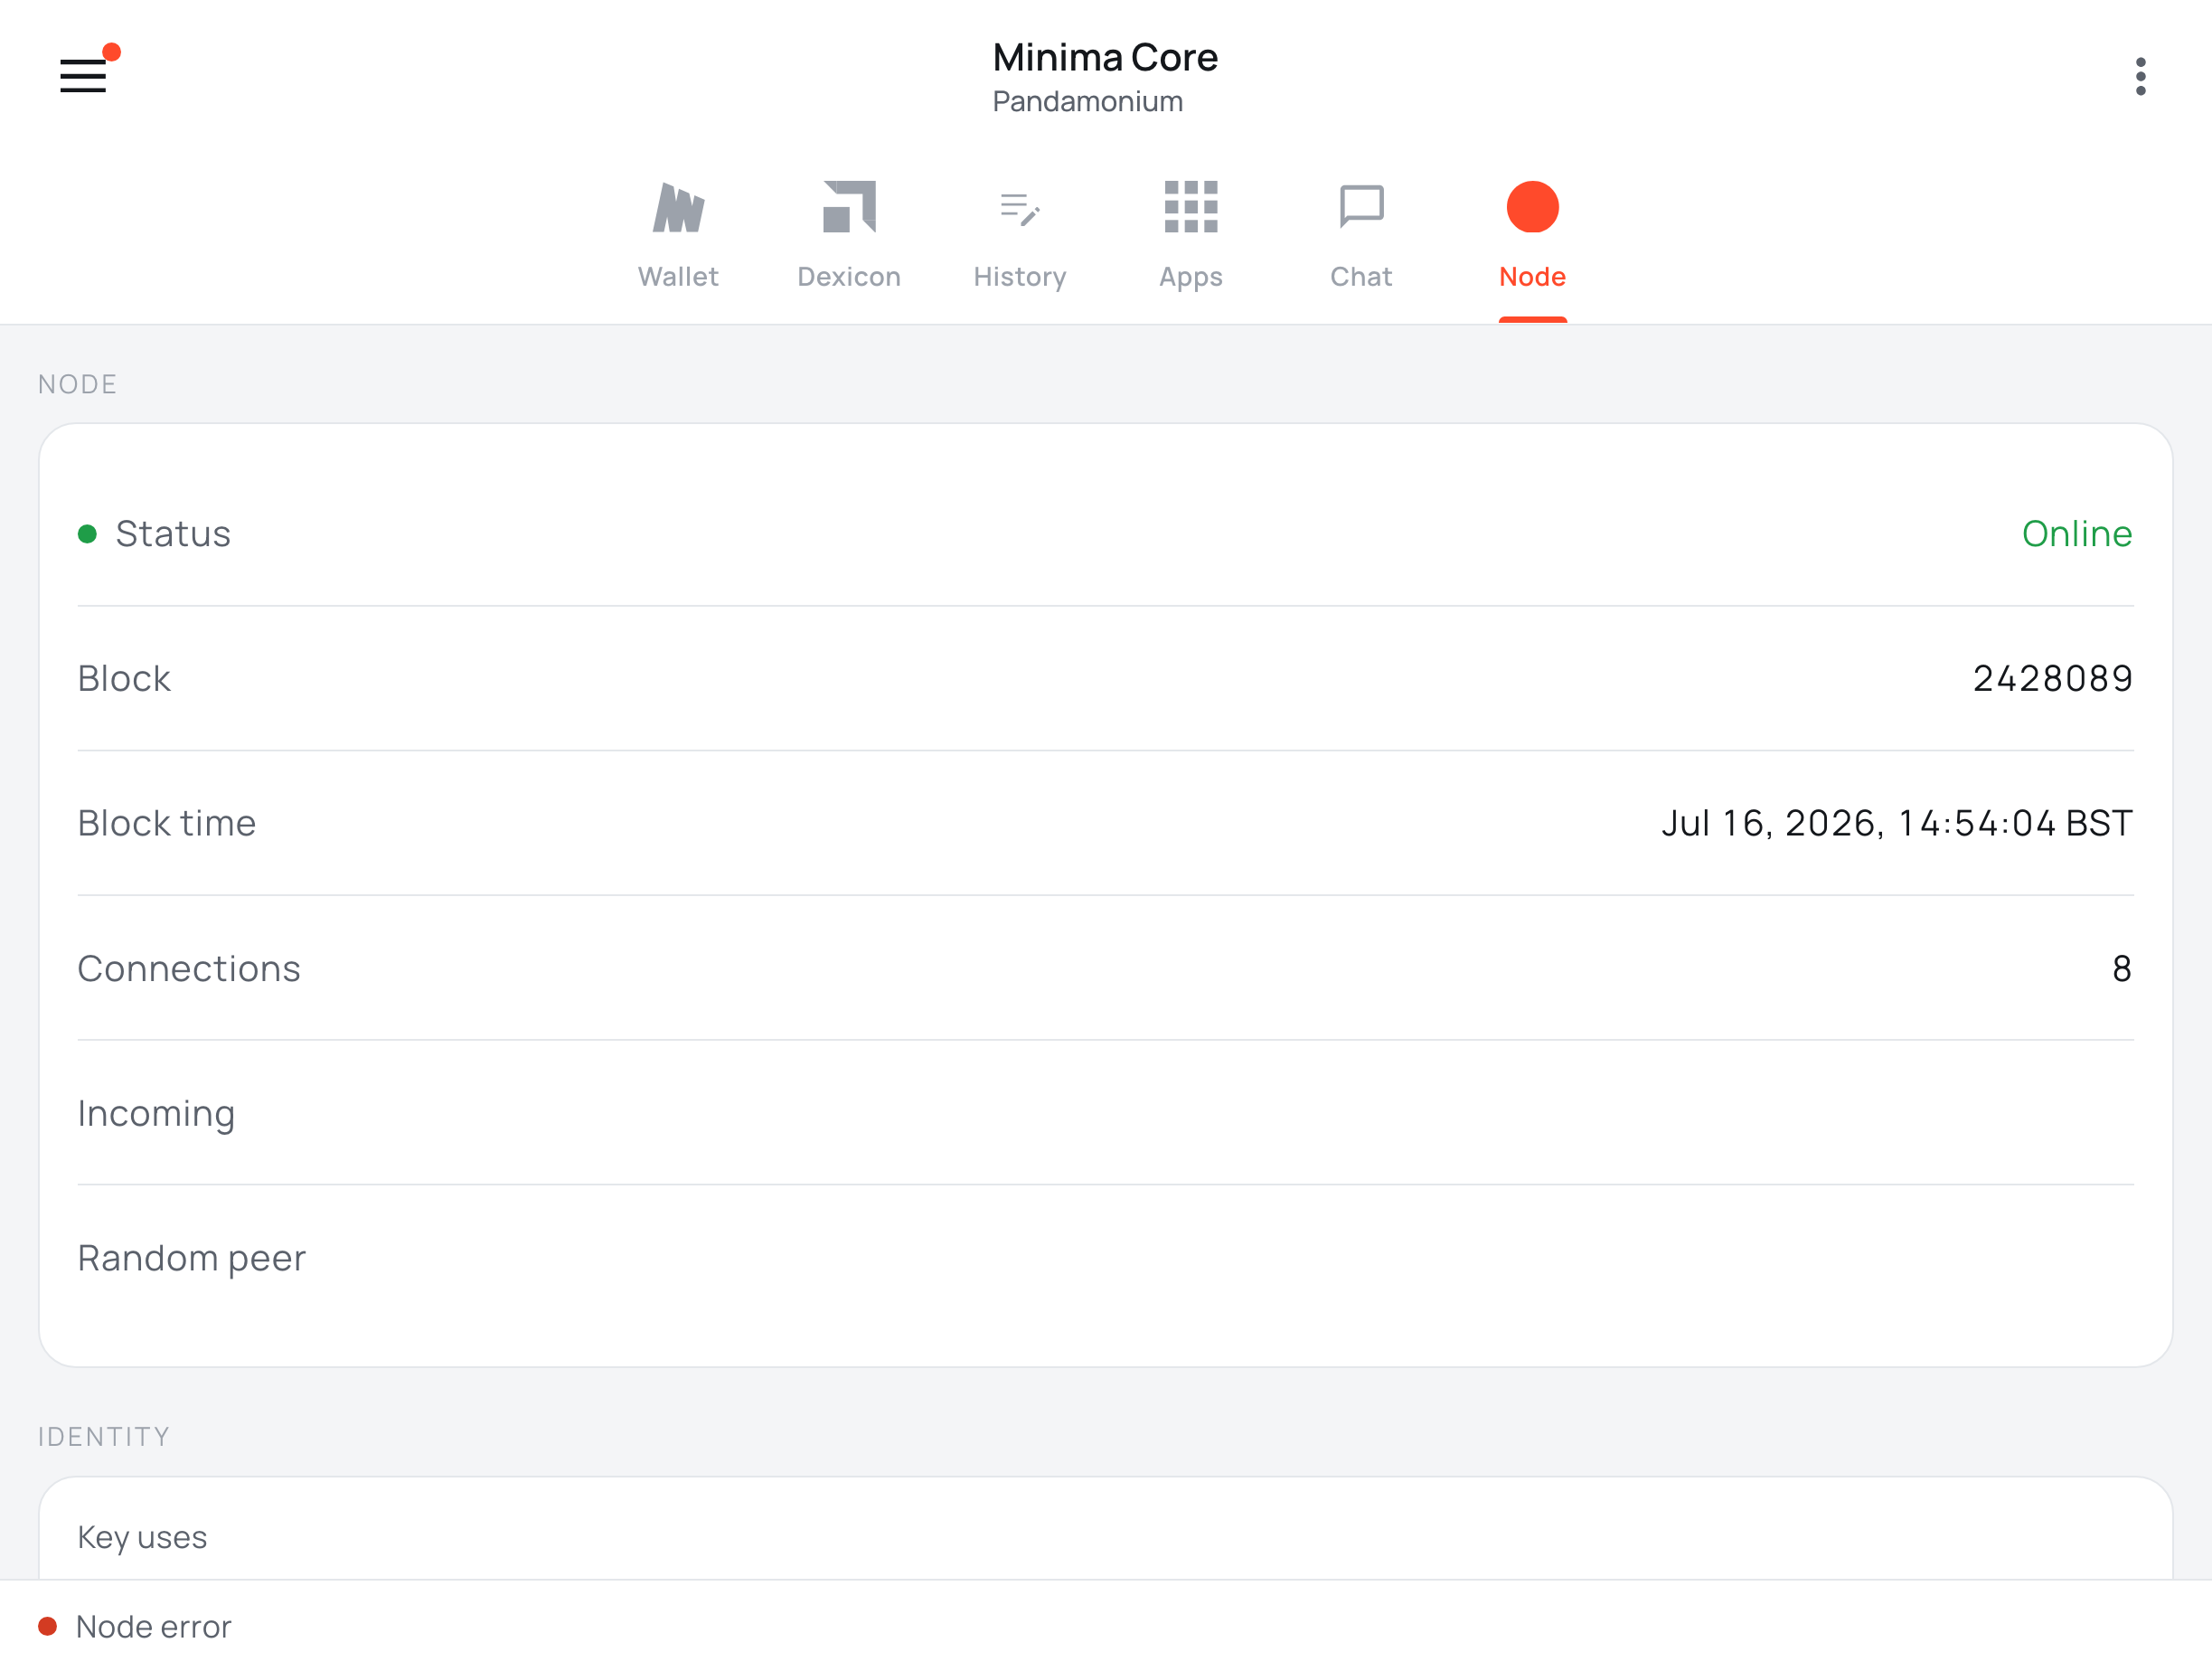 Minima Core
Pandamonium
Wallet
Dexicon
History
Apps
Chat
Node
NODE
Status Online
Block 2428089
Block time Jul 16, 2026, 14:54:04 BST
Connections 8
Incoming
Random peer
IDENTITY
Key uses
Node error